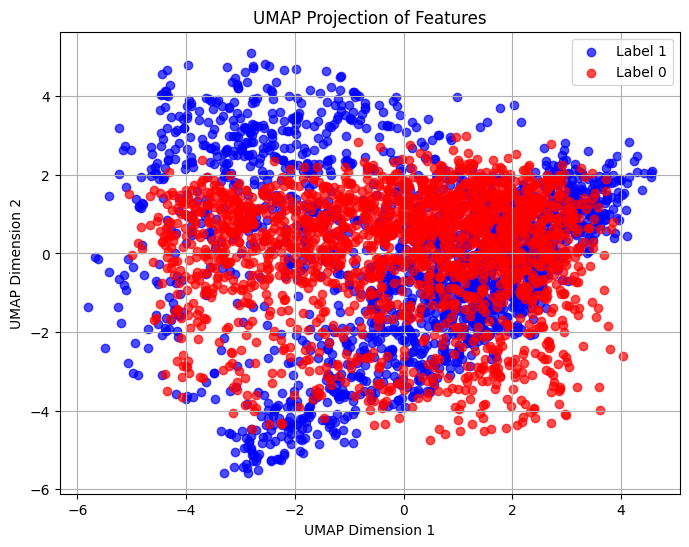 UMAP Projection of Features
Label 1
Label 0
4
2
0
−2
−4
−6
UMAP Dimension 2
−6
−4
−2
0
2
4
UMAP Dimension 1